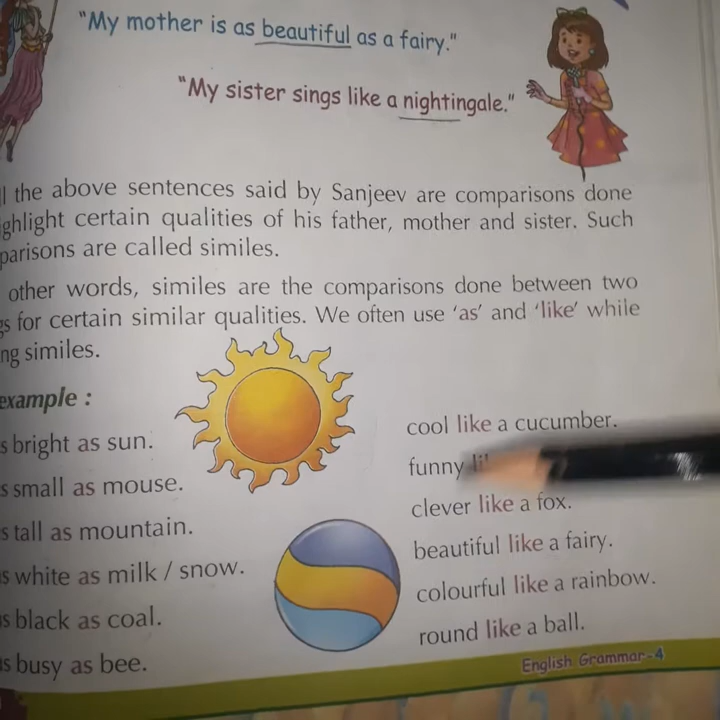 "My mother is as beautiful as a fairy."
"My sister sings like a nightingale."
the above sentences said by Sanjeev are comparisons done
ghlight certain qualities of his father, mother and sister. Such
parisons are called similes.
other words, similes are the comparisons done between two
gs for certain similar qualities. We often use 'as' and 'like' while
ng similes.
example :
s bright as sun.
s small as mouse.
s tall as mountain.
s white as milk / snow.
s black as coal.
s busy as bee.
cool like a cucumber.
funny
clever like a fox.
beautiful like a fairy.
colourful like a rainbow.
round like a ball.
English Grammar-4